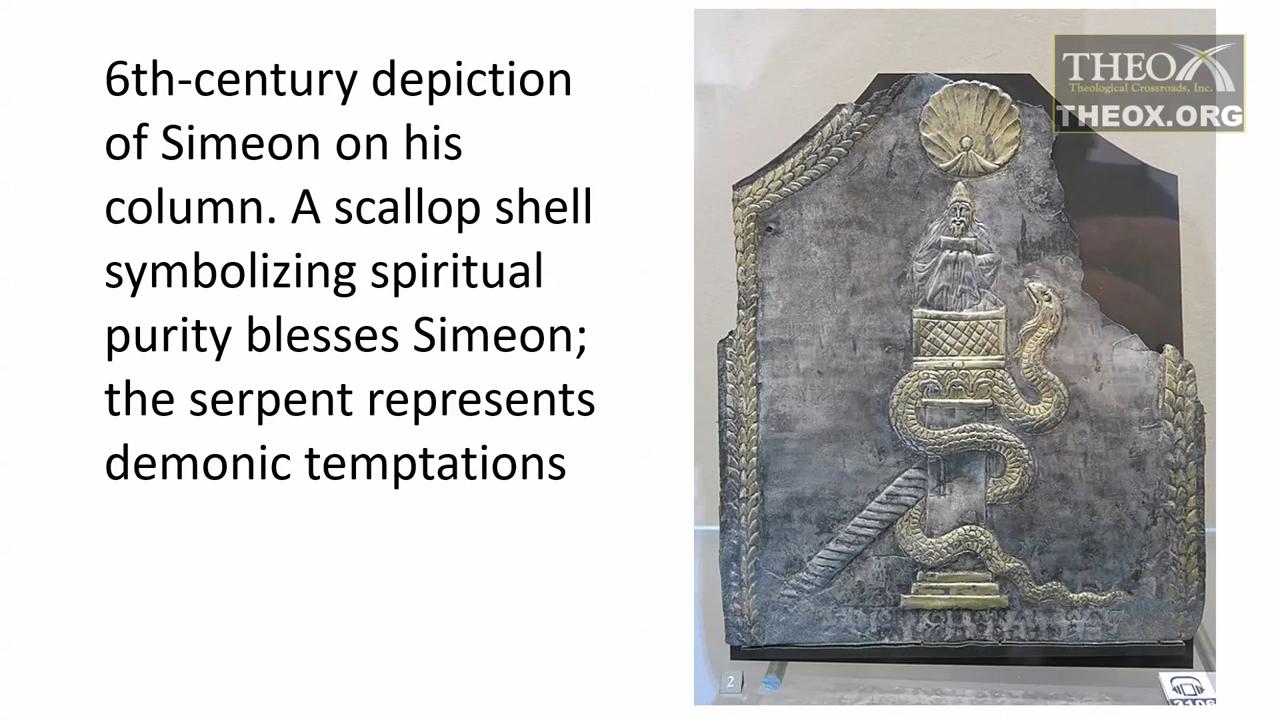 6th-century depiction
of Simeon on his
column. A scallop shell
symbolizing spiritual
purity blesses Simeon;
the serpent represents
demonic temptations
THEOX
Theological Crossroads, Inc.
THEOX.ORG
2